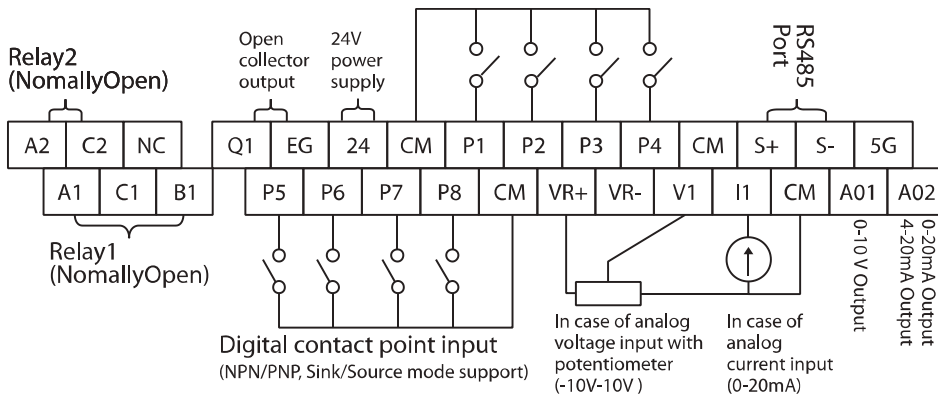 Relay2
(NomallyOpen)
Open
collector
output
24V
power
supply
RS485
Port
A2 C2 NC
Q1 EG 24 CM P1 P2 P3 P4 CM S+ S- 5G
A1 C1 B1
P5 P6 P7 P8 CM VR+ VR- V1 I1 CM A01 A02
Relay1
(NomallyOpen)
Digital contact point input
(NPN/PNP, Sink/Source mode support)
In case of analog
voltage input with
potentiometer
(-10V-10V )
In case of
analog
current input
(0-20mA)
0-10 V Output
0-20mA Output
4-20mA Output